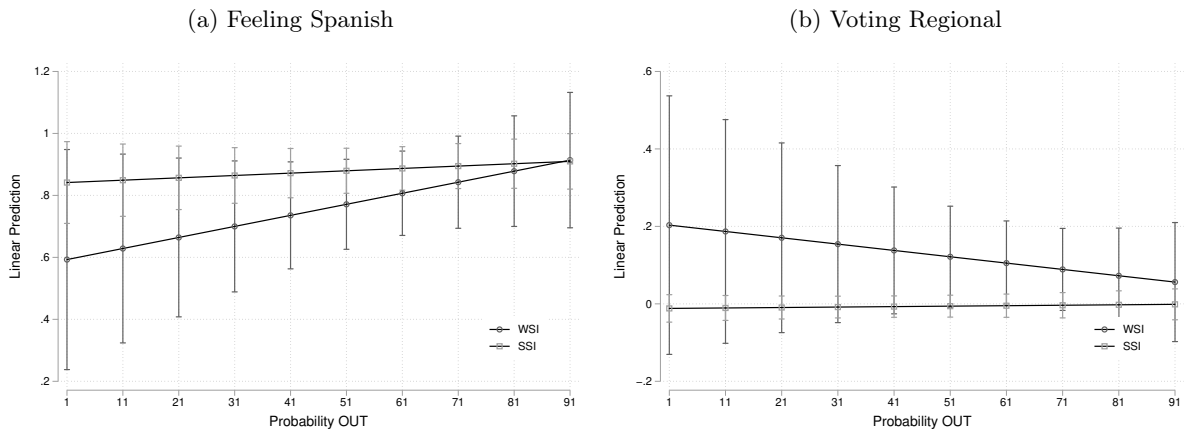 (a) Feeling Spanish
1.2
1
.8
.6
.4
.2
Linear Prediction
1 11 21 31 41 51 61 71 81 91
Probability OUT
WSI
SSI
(b) Voting Regional
.6
.4
.2
0
-.2
Linear Prediction
1 11 21 31 41 51 61 71 81 91
Probability OUT
WSI
SSI